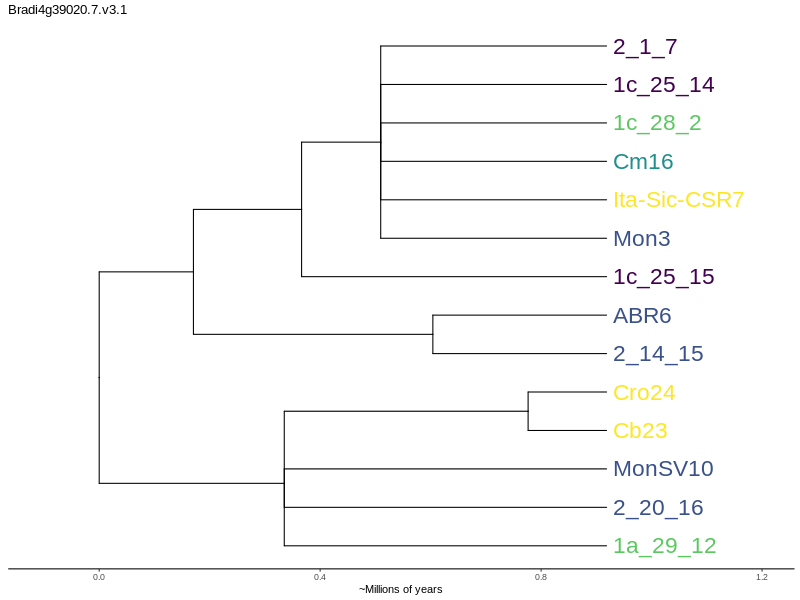 Bradi4g39020.7.v3.1
2_1_7
1c_25_14
1c_28_2
Cm16
Ita-Sic-CSR7
Mon3
1c_25_15
ABR6
2_14_15
Cro24
Cb23
MonSV10
2_20_16
1a_29_12
0.0 0.4 0.8 1.2
~Millions of years